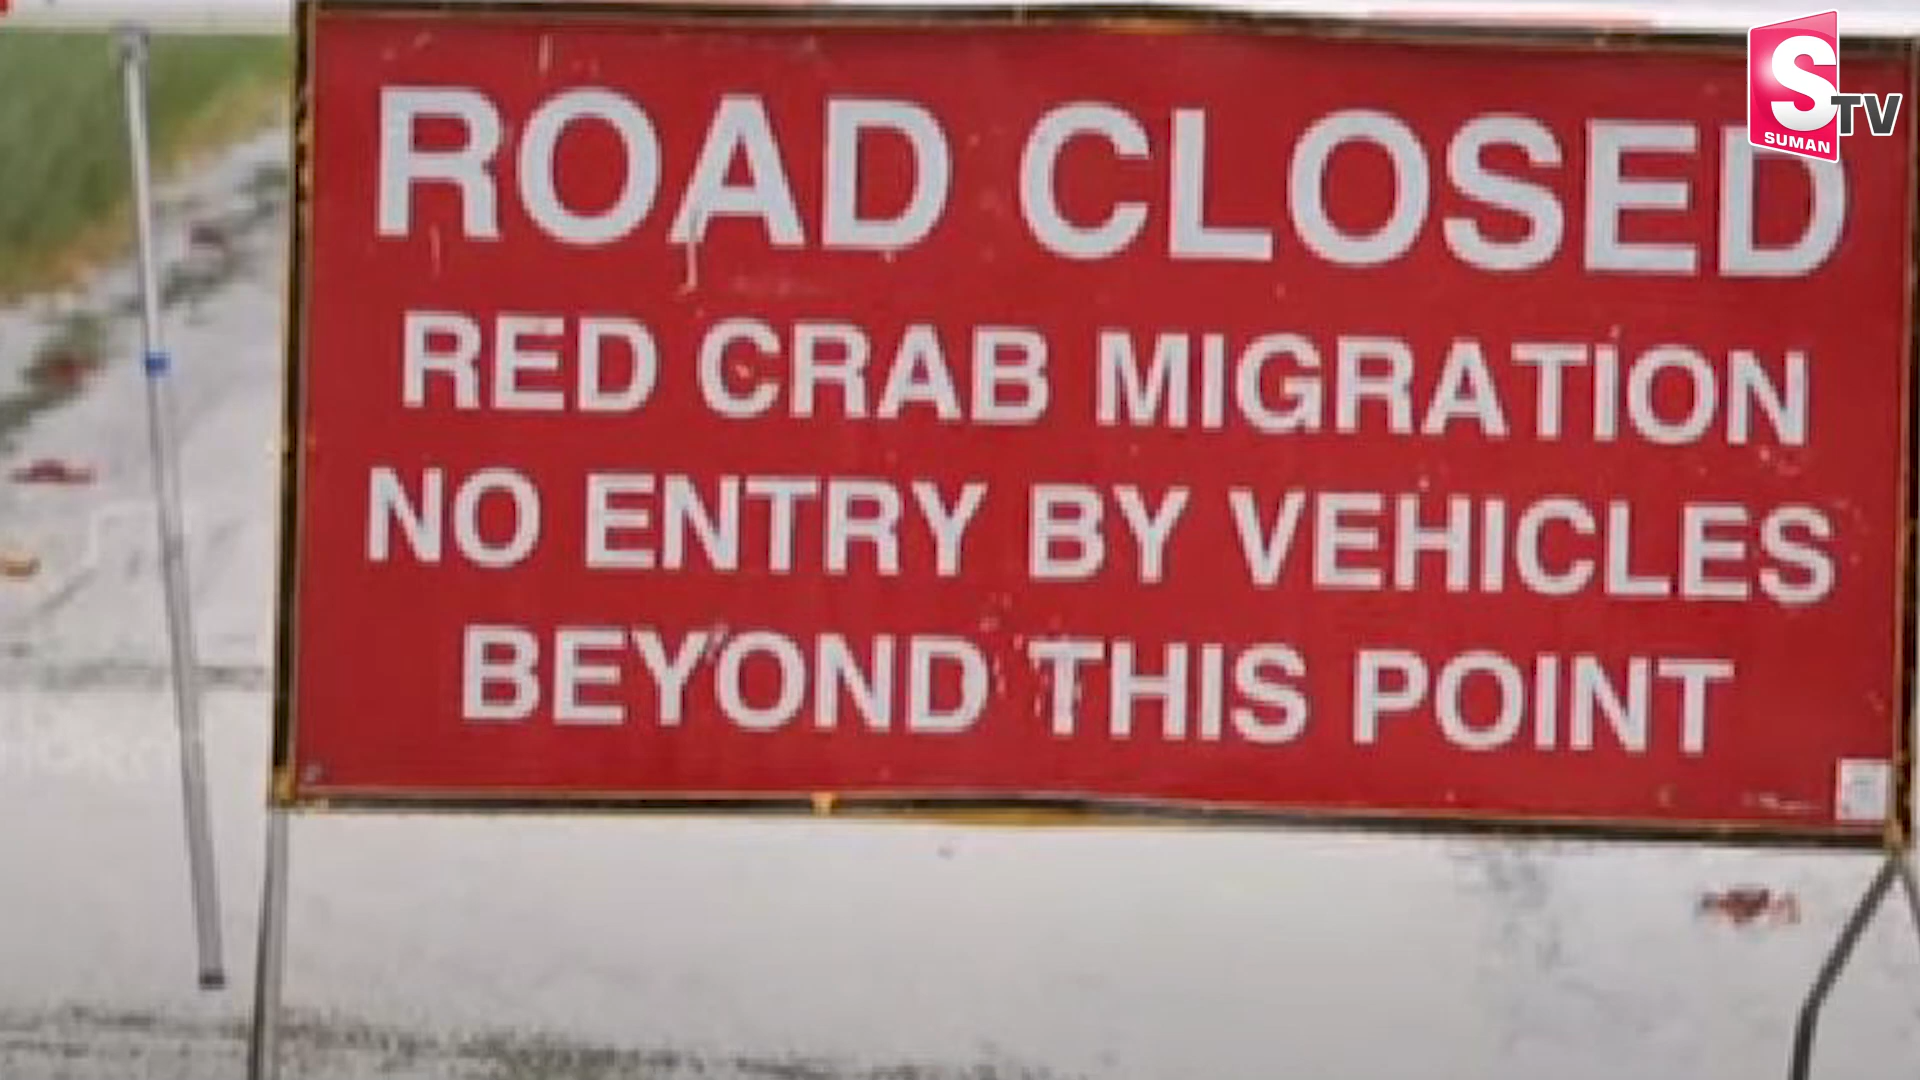 ROAD CLOSED
RED CRAB MIGRATION
NO ENTRY BY VEHICLES
BEYOND THIS POINT
S TV
SUMAN